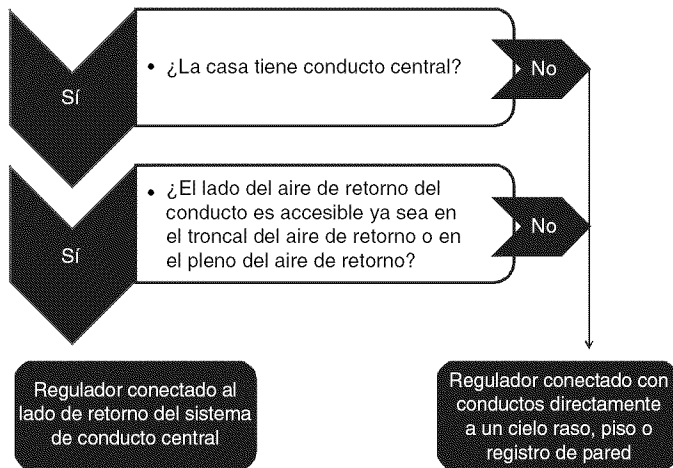 Sí
• ¿La casa tiene conducto central?
No
Sí
• ¿El lado del aire de retorno del
conducto es accesible ya sea en
el troncal del aire de retorno o en
el pleno del aire de retorno?
No
Regulador conectado al
lado de retorno del sistema
de conducto central
Regulador conectado con
conductos directamente
a un cielo raso, piso o
registro de pared